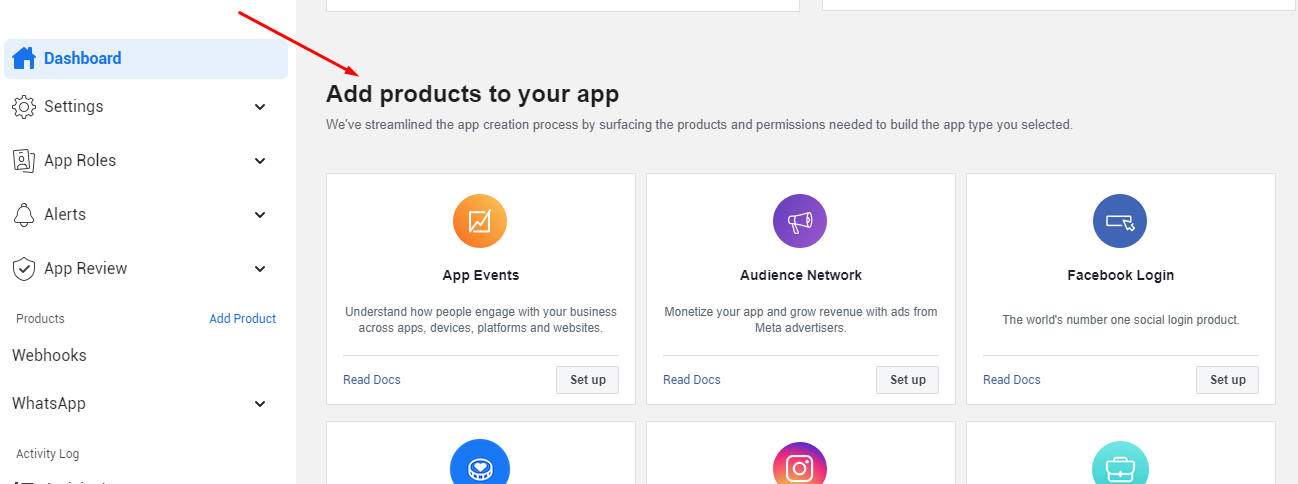 Dashboard
Settings
App Roles
Alerts
App Review
Products
Add Product
Webhooks
WhatsApp
Activity Log
Add products to your app
We've streamlined the app creation process by surfacing the products and permissions needed to build the app type you selected.
App Events
Understand how people engage with your business
across apps, devices, platforms and websites.
Read Docs
Set up
Audience Network
Monetize your app and grow revenue with ads from
Meta advertisers.
Read Docs
Set up
Facebook Login
The world's number one social login product.
Read Docs
Set up